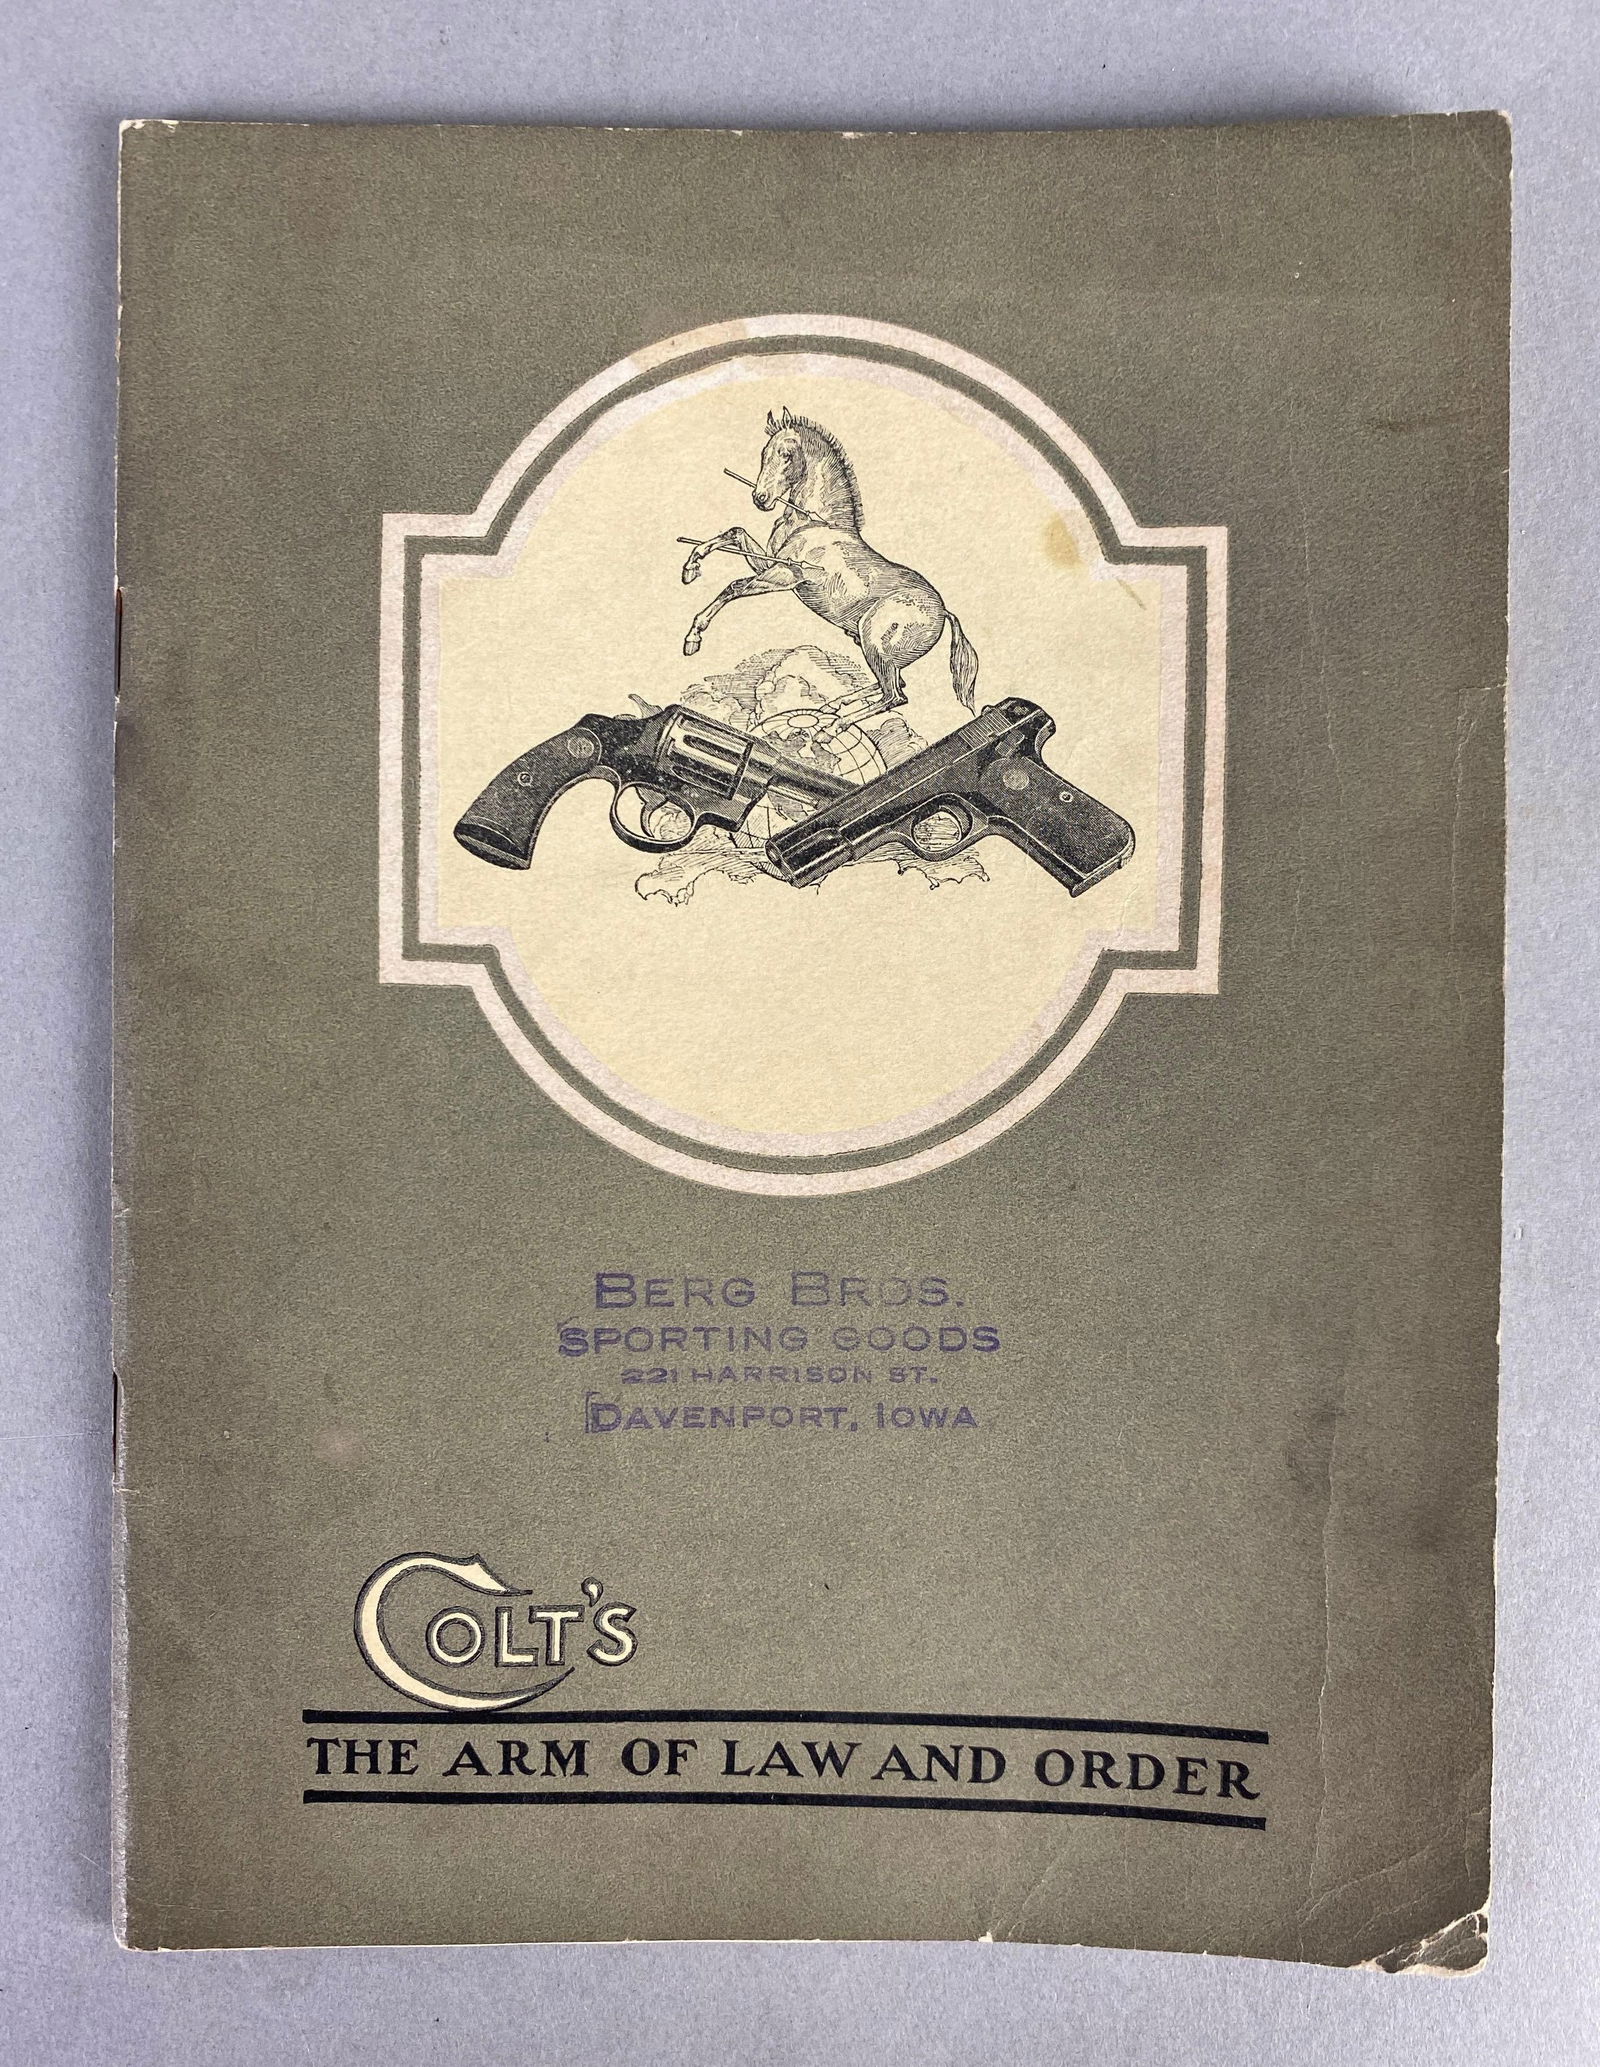 BERG BROS.
SPORTING GOODS
221 HARRISON ST.
DAVENPORT, IOWA
COLT'S
THE ARM OF LAW AND ORDER